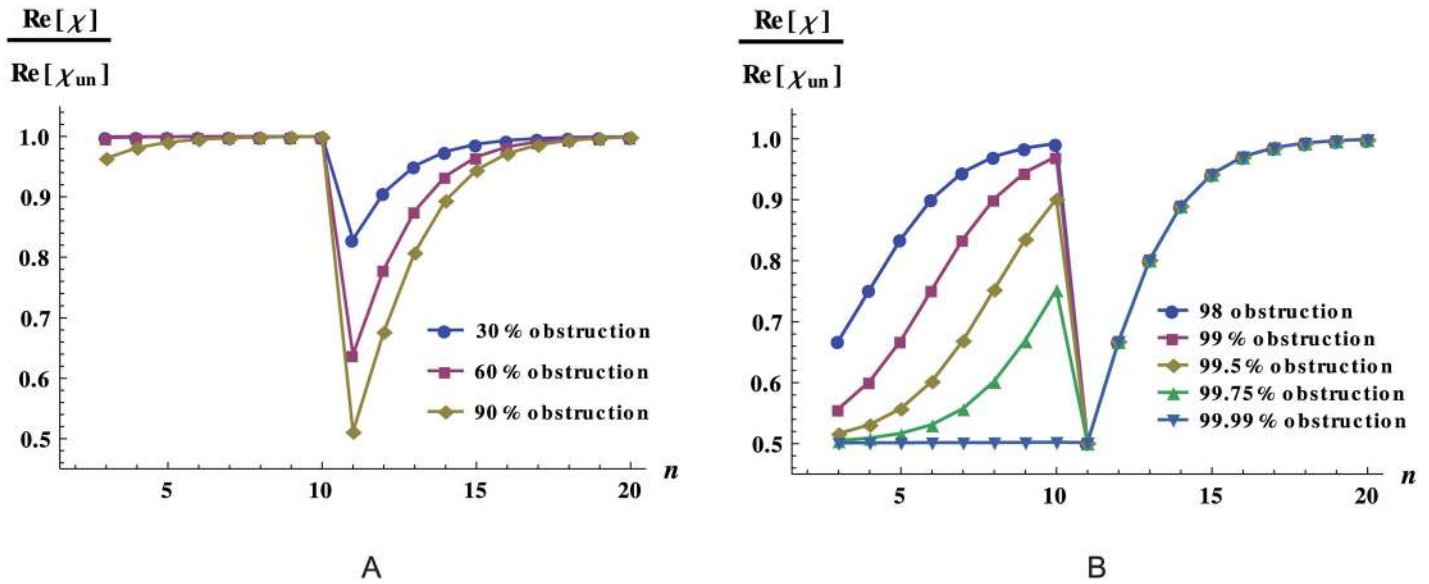 Re[χ]
Re[χun]
1.0
0.9
0.8
0.7
0.6
0.5
5
10
15
20
n
30 % obstruction
60 % obstruction
90 % obstruction
A
Re[χ]
Re[χun]
1.0
0.9
0.8
0.7
0.6
0.5
5
10
15
20
n
98 obstruction
99 % obstruction
99.5 % obstruction
99.75 % obstruction
99.99 % obstruction
B